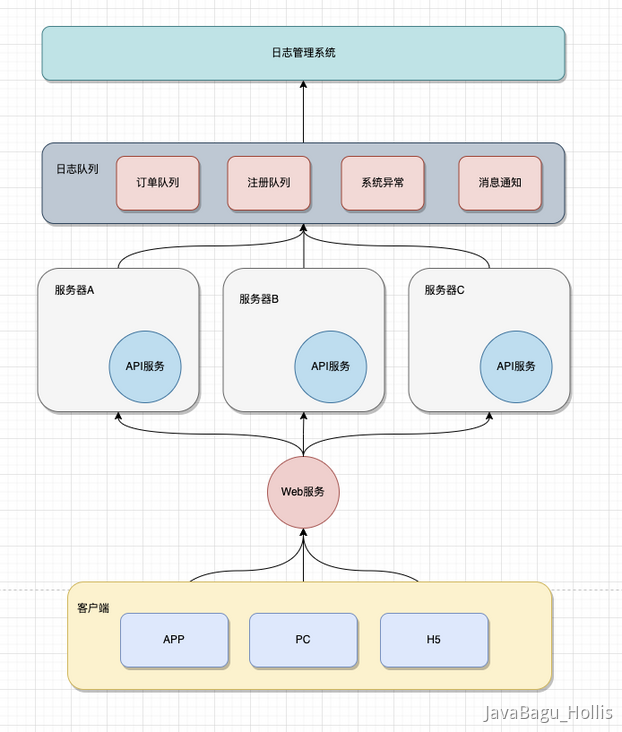 日志管理系统
日志队列
订单队列
注册队列
系统异常
消息通知
服务器A
服务器B
服务器C
API服务
API服务
API服务
Web服务
客户端
APP
PC
H5
JavaBagu_Hollis